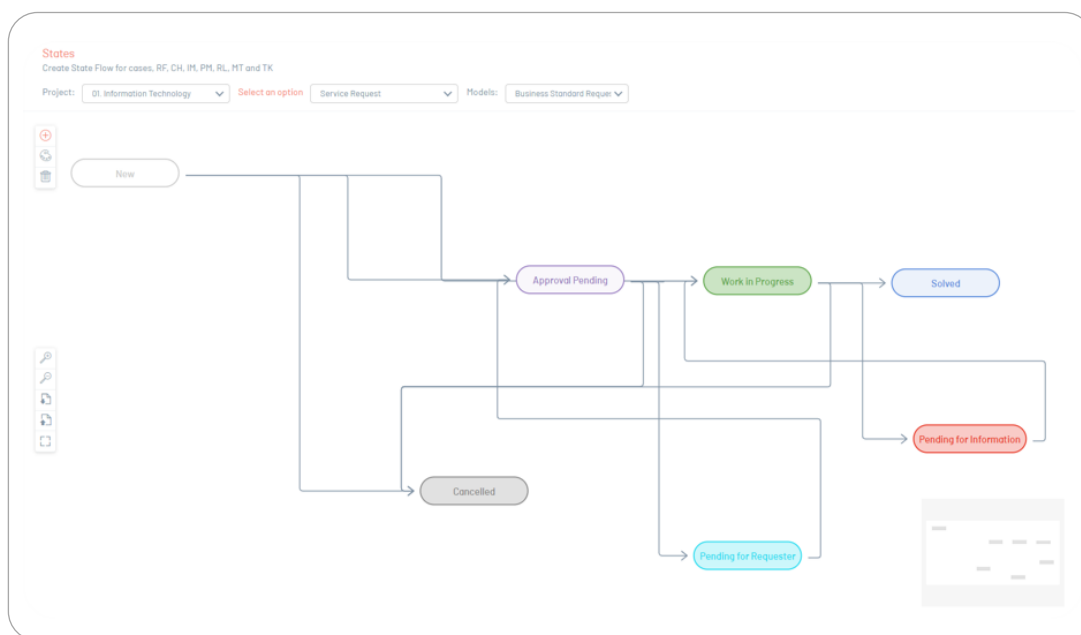 States
Create State Flow for cases, RF, CH, IM, PM, RL, MT and TK
Project: 01. Information Technology Select an option Service Request Models: Business Standard Reques
New
Approval Pending Work in Progress Solved
Pending for Information
Cancelled
Pending for Requester